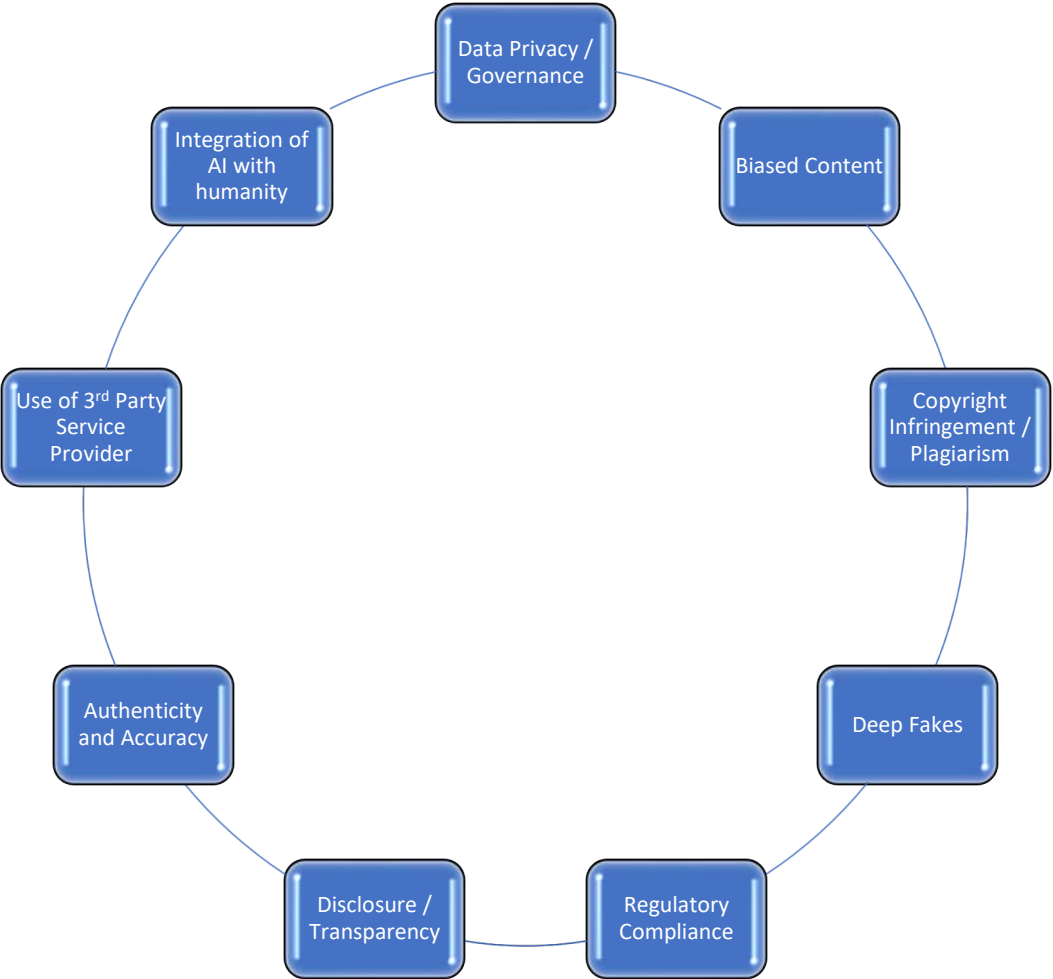 Data Privacy /
Governance
Biased Content
Copyright
Infringement /
Plagiarism
Deep Fakes
Regulatory
Compliance
Disclosure /
Transparency
Authenticity
and Accuracy
Use of 3rd Party
Service
Provider
Integration of
AI with
humanity